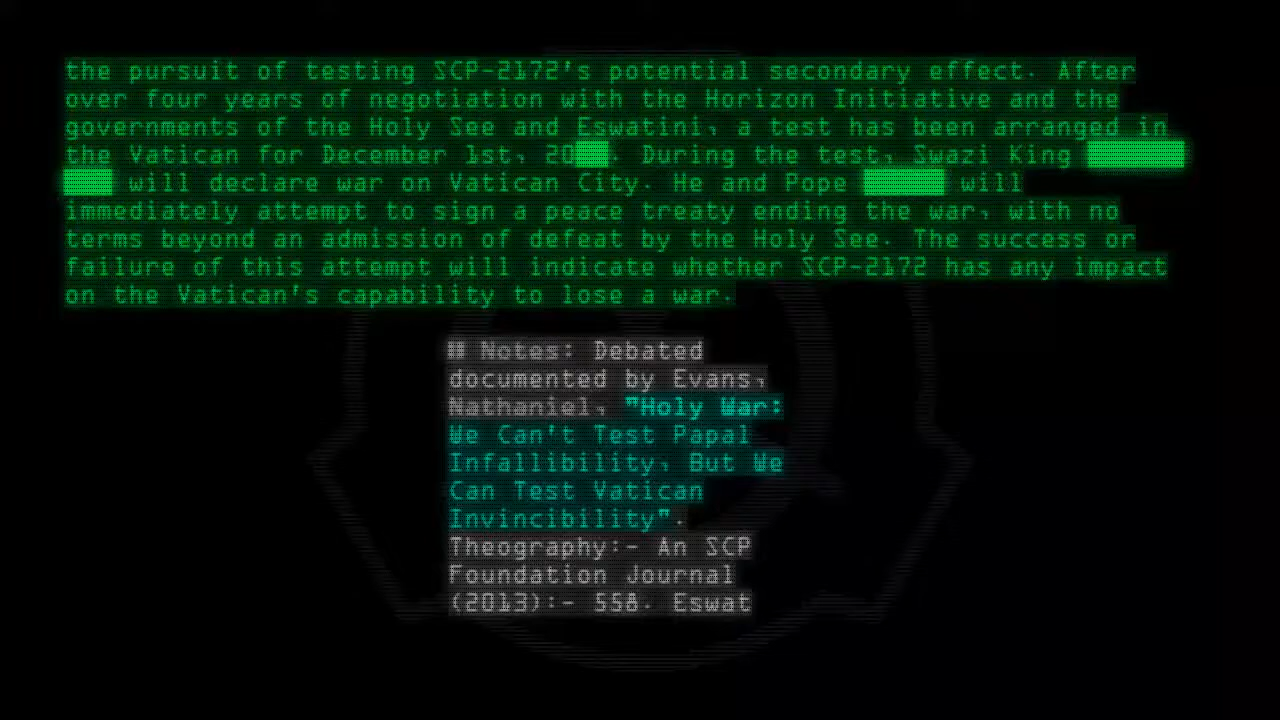 the pursuit of testing SCP-2172's potential secondary effect. After
over four years of negotiation with the Horizon Initiative and the
governments of the Holy See and Eswatini, a test has been arranged in
the Vatican for December 1st, 20██. During the test, Swazi King ██████
███ will declare war on Vatican City. He and Pope █████ will
immediately attempt to sign a peace treaty ending the war, with no
terms beyond an admission of defeat by the Holy See. The success or
failure of this attempt will indicate whether SCP-2172 has any impact
on the Vatican's capability to lose a war.
# Notes: Debated
documented by Evans,
Nathaniel, "Holy War:
We Can't Test Papal
Infallibility, But We
Can Test Vatican
Invincibility".
Theography:- An SCP
Foundation Journal
(2013):- 558. Eswat